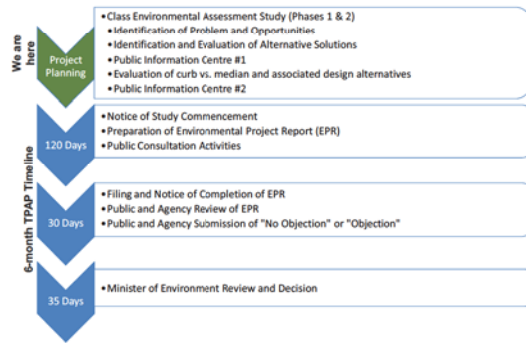 We are here
Project Planning
•Class Environmental Assessment Study (Phases 1 & 2)
•Identification of Problem and Opportunities
•Identification and Evaluation of Alternative Solutions
•Public Information Centre #1
•Evaluation of curb vs. median and associated design alternatives
•Public Information Centre #2
6-month TPAP Timeline
120 Days
•Notice of Study Commencement
•Preparation of Environmental Project Report (EPR)
•Public Consultation Activities
30 Days
•Filing and Notice of Completion of EPR
•Public and Agency Review of EPR
•Public and Agency Submission of "No Objection" or "Objection"
35 Days
•Minister of Environment Review and Decision